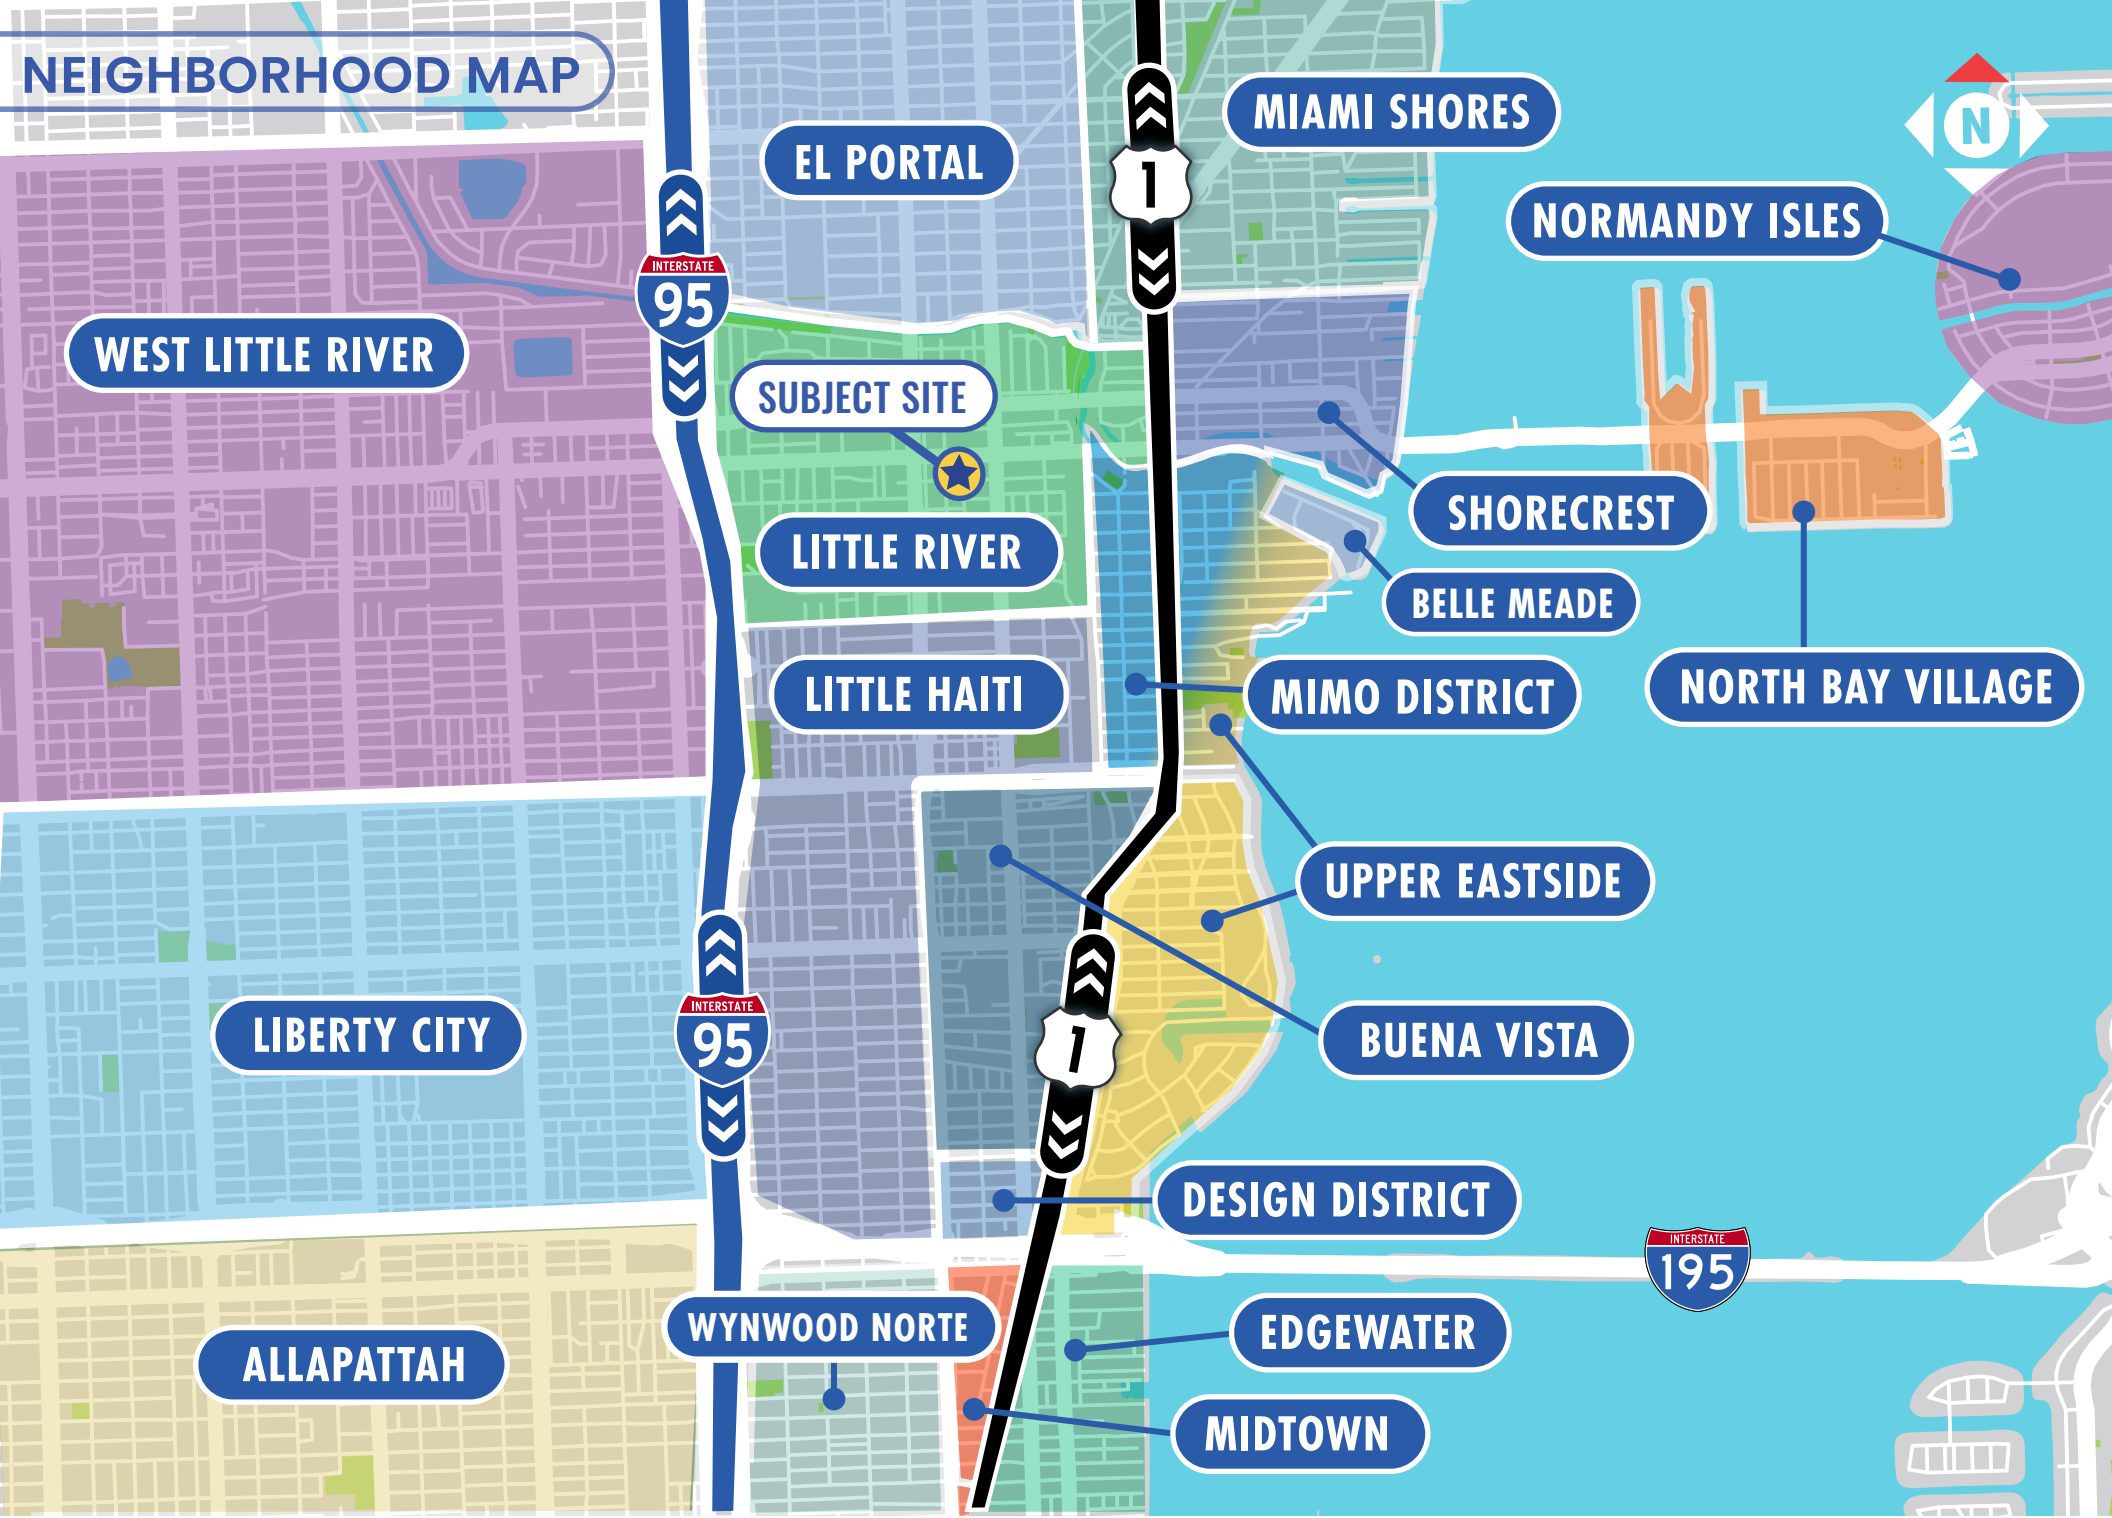 NEIGHBORHOOD MAP
MIAMI SHORES
N
EL PORTAL
1
NORMANDY ISLES
INTERSTATE
95
WEST LITTLE RIVER
SUBJECT SITE
SHORECREST
LITTLE RIVER
BELLE MEADE
LITTLE HAITI
MIMO DISTRICT
NORTH BAY VILLAGE
UPPER EASTSIDE
INTERSTATE
95
LIBERTY CITY
1
BUENA VISTA
DESIGN DISTRICT
INTERSTATE
195
WYNWOOD NORTE
EDGEWATER
ALLAPATTAH
MIDTOWN